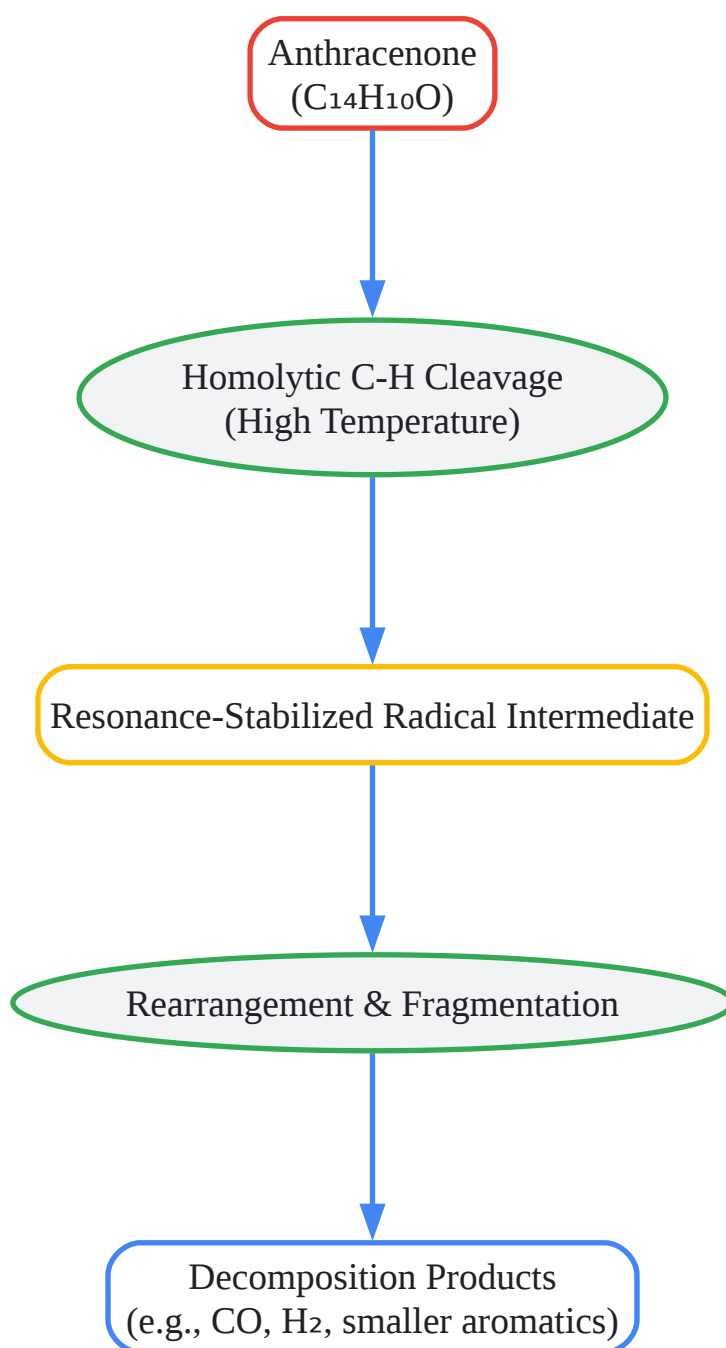 Anthracenone
(C₁₄H₁₀O)
Homolytic C-H Cleavage
(High Temperature)
Resonance-Stabilized Radical Intermediate
Rearrangement & Fragmentation
Decomposition Products
(e.g., CO, H₂, smaller aromatics)